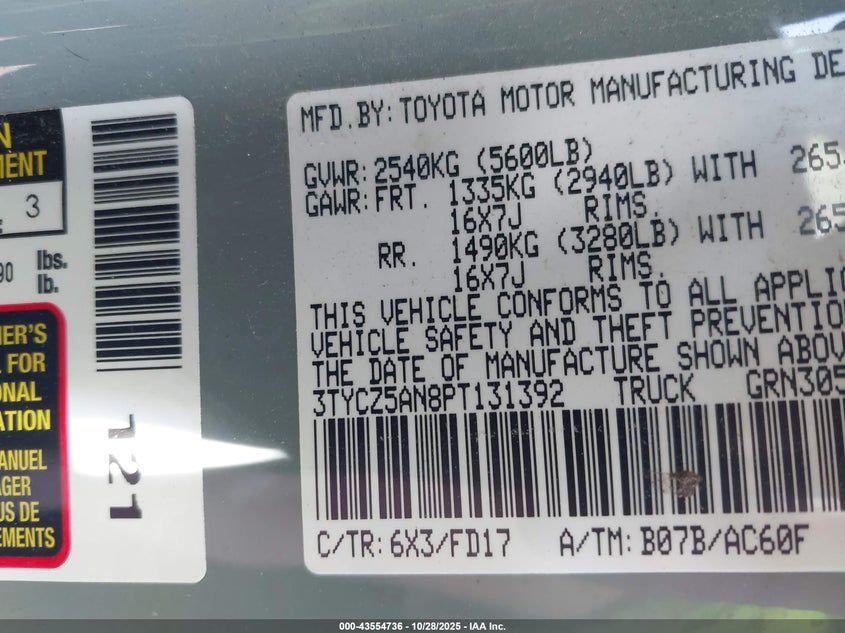 N
MENT
: 3
90 lbs.
lb.
ER'S
FOR
ONAL
ATION
ANUEL
AGER
US DE
EMENTS
121
MFD.BY:TOYOTA MOTOR MANUFACTURING DE
GVWR:2540KG (5600LB)
GAWR:FRT. 1335KG (2940LB) WITH 265
16X7J RIMS.
RR. 1490KG (3280LB) WITH 265
16X7J RIMS.
THIS VEHICLE CONFORMS TO ALL APPLIC
VEHICLE SAFETY AND THEFT PREVENTION
THE DATE OF MANUFACTURE SHOWN ABOV
3TYCZ5AN8PT131392 TRUCK GRN305
C/TR:6X3/FD17 A/TM:B07B/AC60F
000-43554736 - 10/28/2025 - IAA Inc.